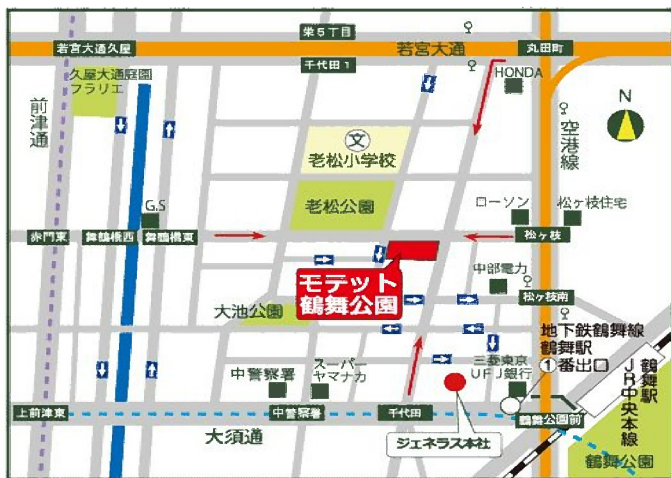 栄5丁目
若宮大通久屋
若宮大通
丸田町
千代田1
HONDA
久屋大通庭園
フラリエ
前津通
空港線
N
文
老松小学校
老松公園
G.S
ローソン
松ヶ枝住宅
赤門東
舞鶴橋西
舞鶴橋東
松ヶ枝
モテット
鶴舞公園
中部電力
松ヶ枝南
大池公園
地下鉄鶴舞線
鶴舞駅
1番出口
鶴舞駅
JR中央本線
中警察署
スーパー
ヤマナカ
三菱東京
UFJ銀行
上前津東
中警察署
千代田
鶴舞公園前
大須通
ジェネラス本社
鶴舞公園